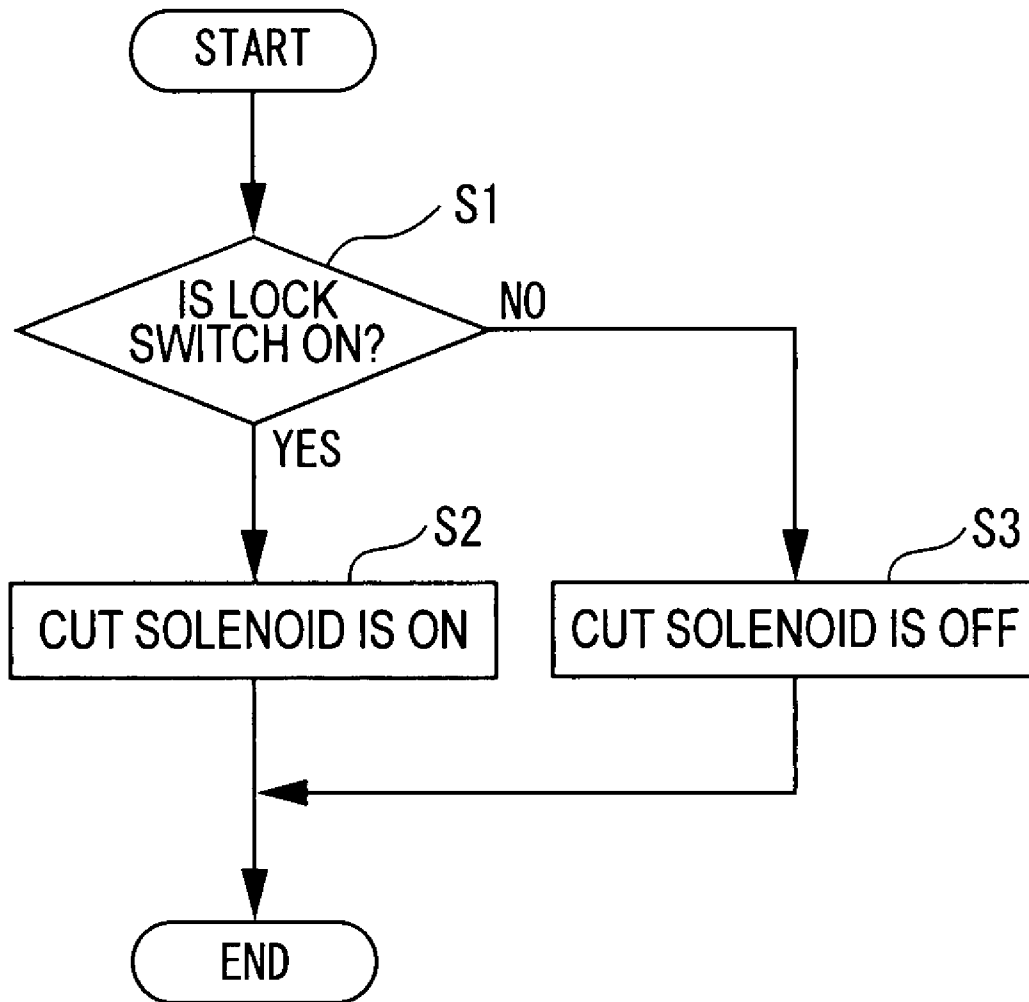 START
S1
IS LOCK
SWITCH ON?
NO
YES
S2
S3
CUT SOLENOID IS ON
CUT SOLENOID IS OFF
END